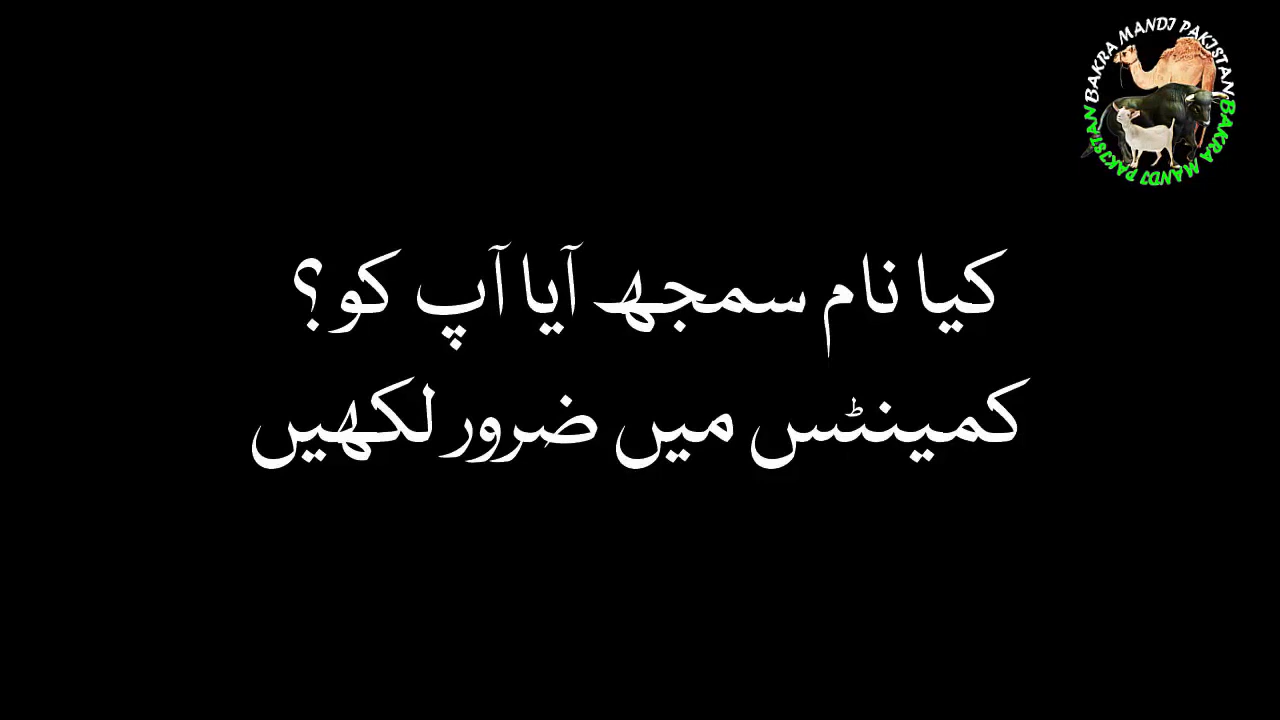 BAKRA MANDI PAKISTAN
BAKRA MANDI PAKISTAN
کیا نام سمجھ آیا آپ کو؟
کمینٹس میں ضرور لکھیں